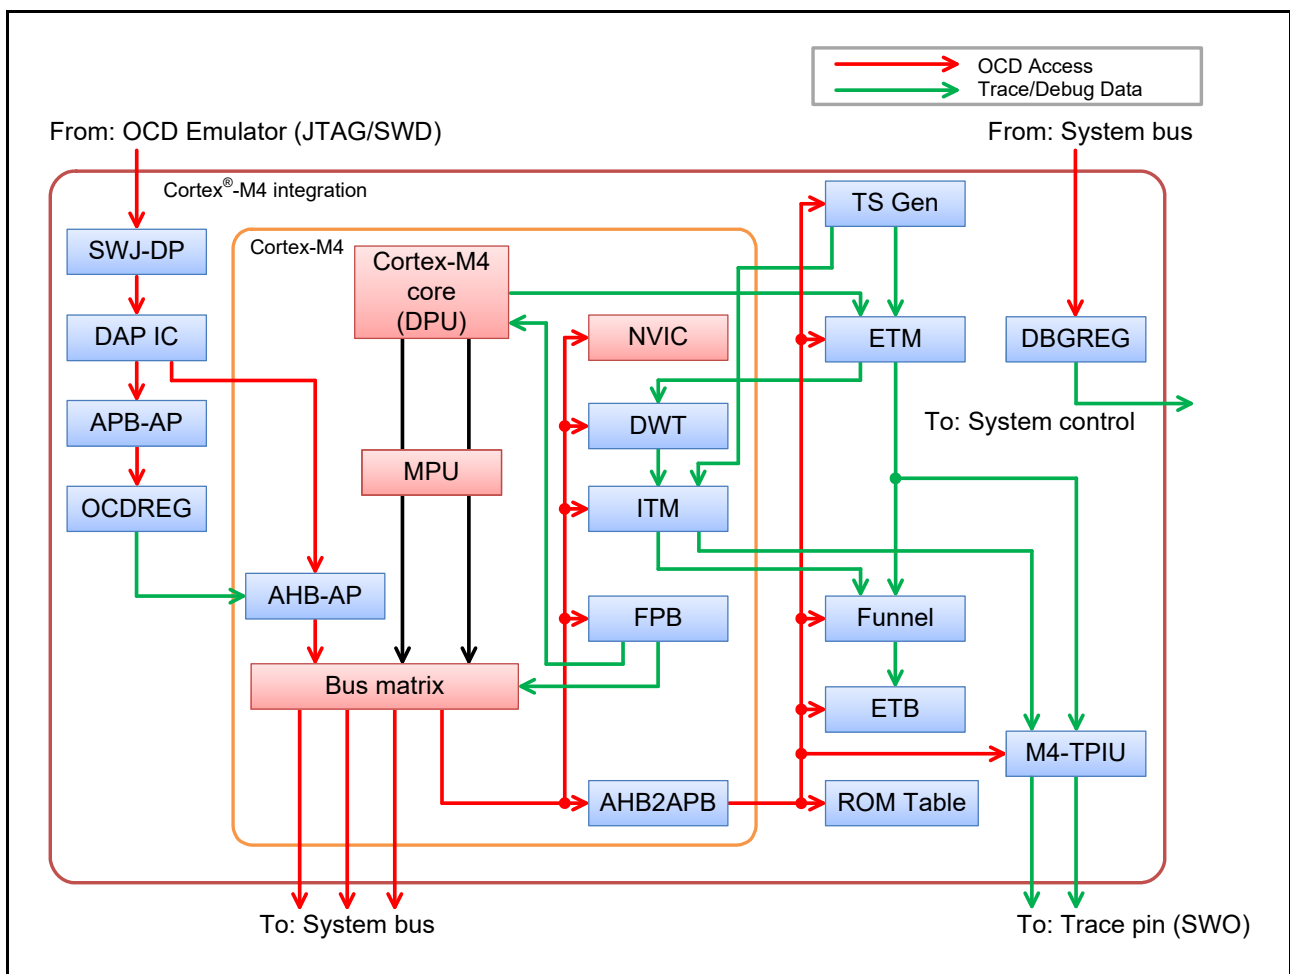 OCD Access
Trace/Debug Data
From: OCD Emulator (JTAG/SWD)
From: System bus
Cortex®-M4 integration
TS Gen
SWJ-DP
Cortex-M4
Cortex-M4
core
(DPU)
DAP IC
NVIC
ETM
DBGREG
APB-AP
DWT
To: System control
MPU
OCDREG
ITM
AHB-AP
FPB
Funnel
Bus matrix
ETB
M4-TPIU
AHB2APB
ROM Table
To: System bus
To: Trace pin (SWO)